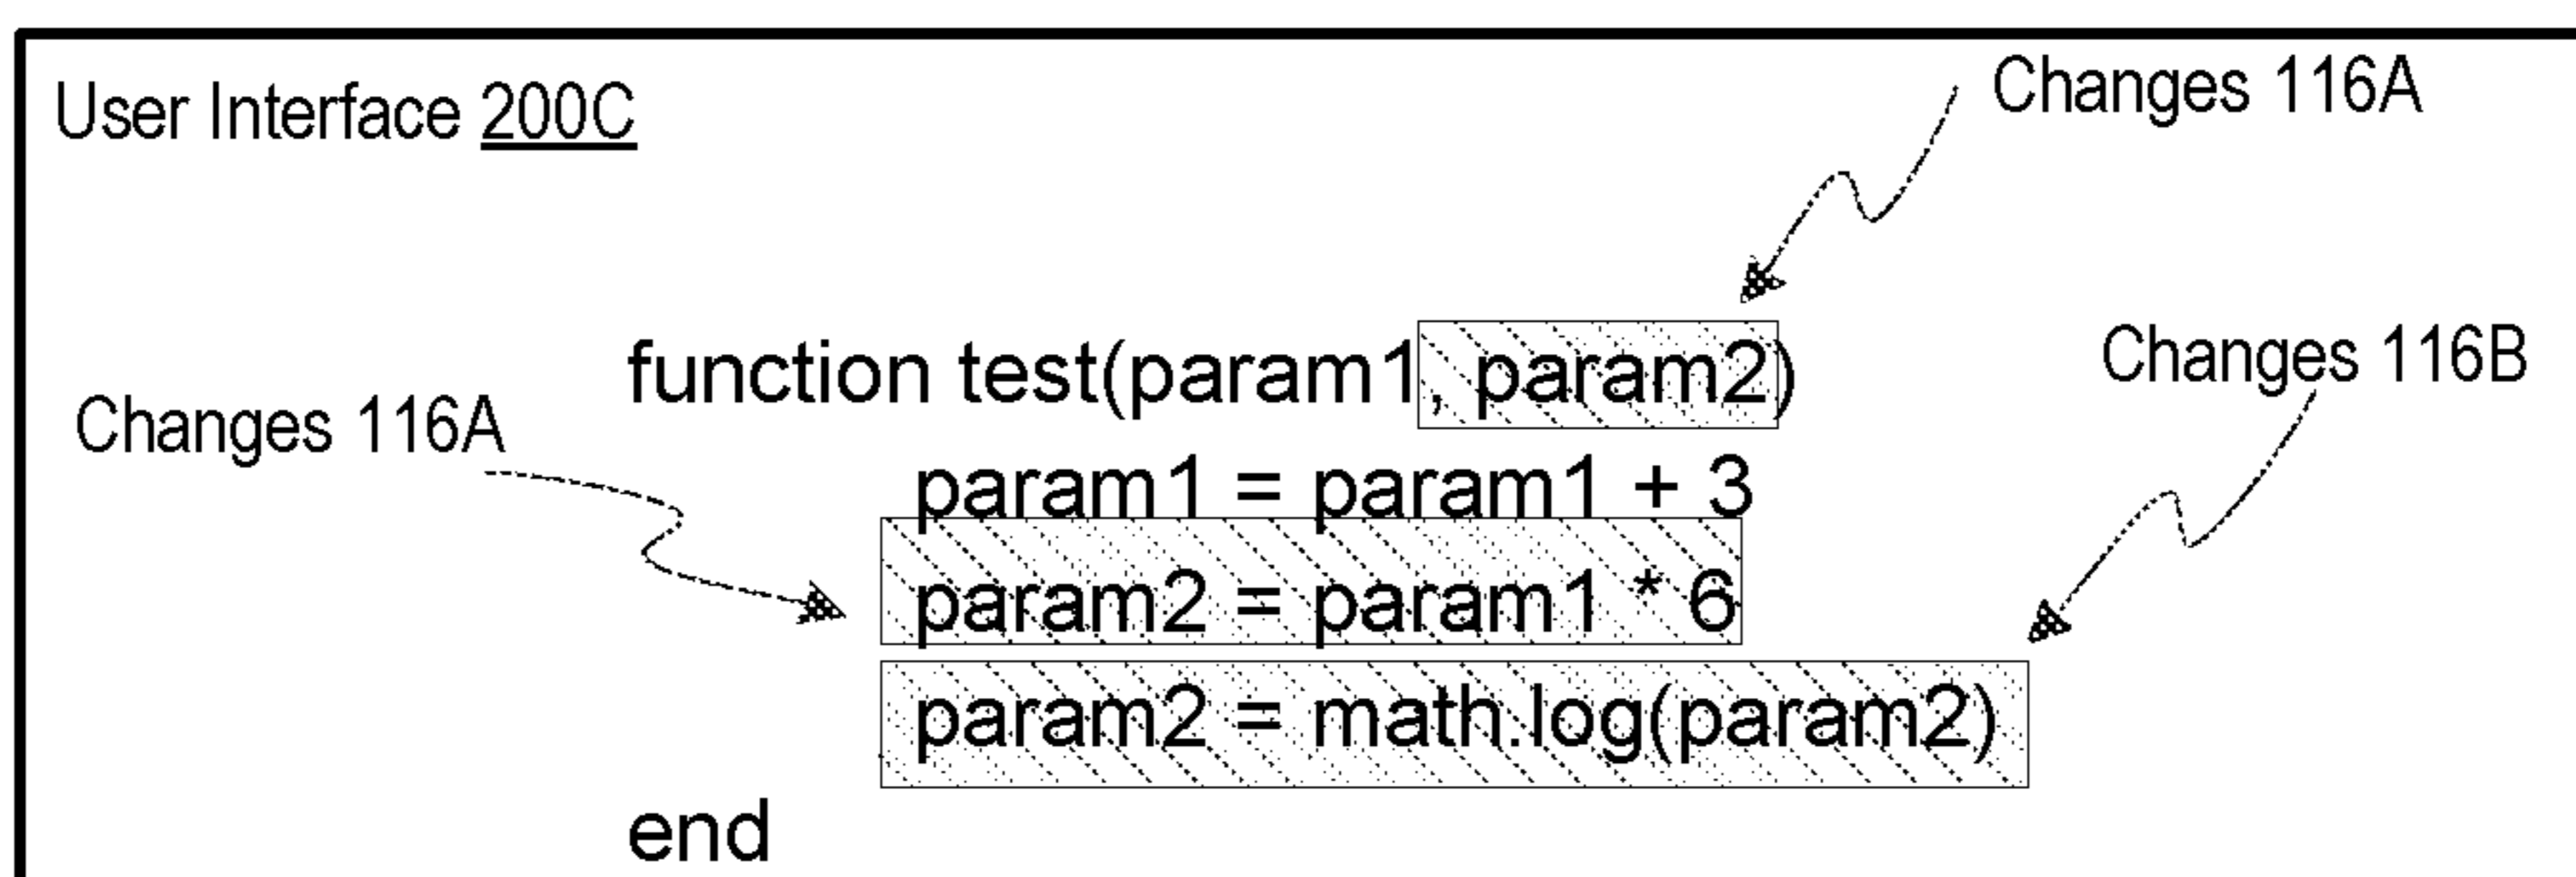 User Interface 200C
Changes 116A
function test(param1, param2)
Changes 116B
Changes 116A
param1 = param1 + 3
param2 = param1 * 6
param2 = math.log(param2)
end